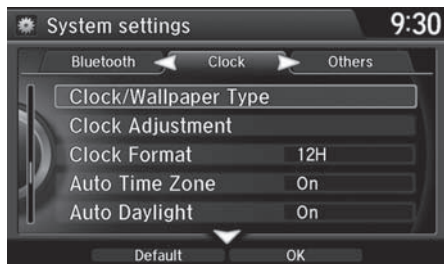 System settings 9:30
Bluetooth Clock Others
Clock/Wallpaper Type
Clock Adjustment
Clock Format 12H
Auto Time Zone On
Auto Daylight On
Default OK